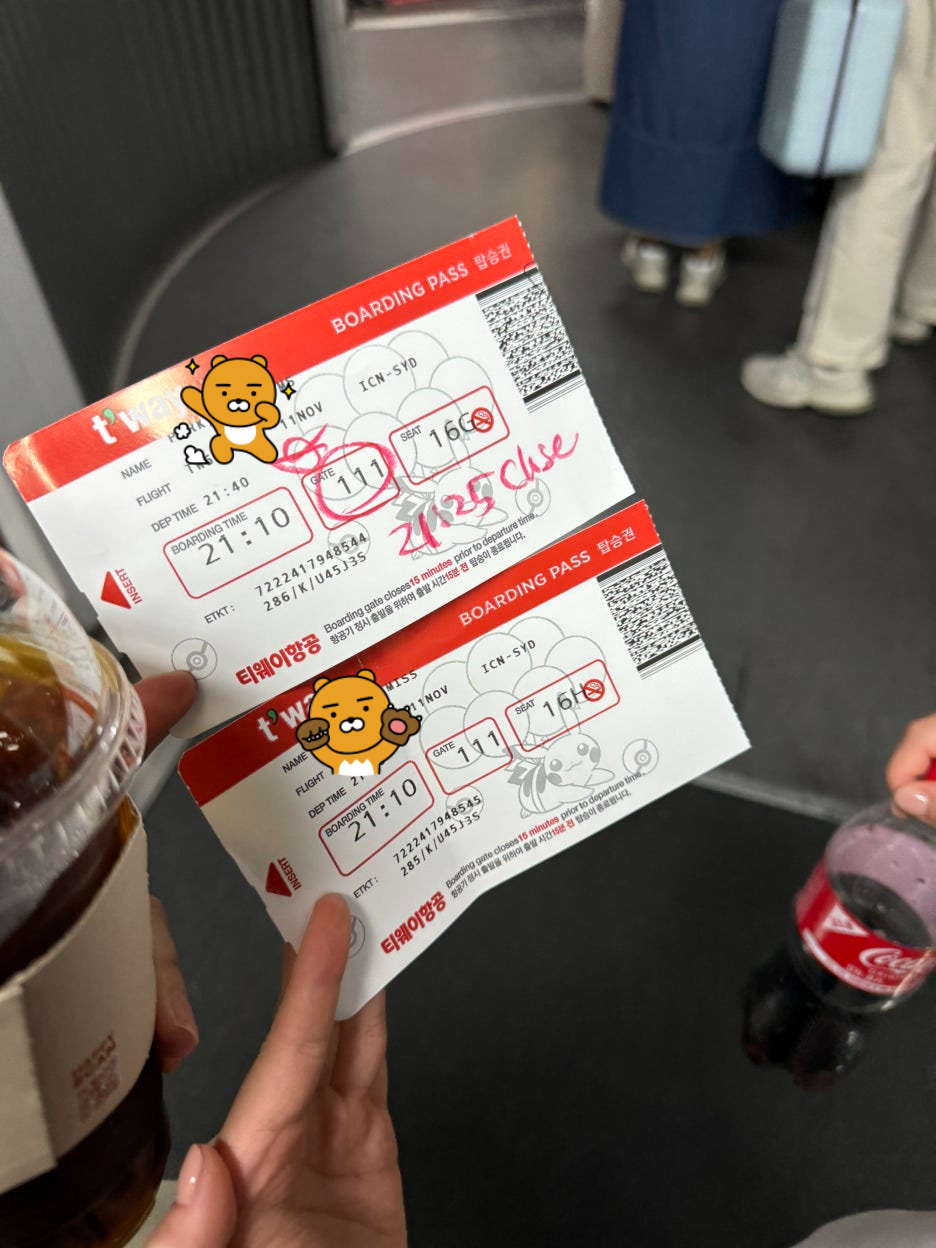 BOARDING PASS 탑승권
t'way
NAME
ICN-SYD
FLIGHT
11NOV
DEP TIME 21:40
BOARDING TIME
21:10
GATE
111
SEAT
16G
21:25 Close
ETKT :
7222417948544
286/K/U45J3S
INSERT
Boarding gate closes 15 minutes prior to departure time.
항공기 정시 출발을 위하여 출발 시간 15분 전 탑승이 종료됩니다.
티웨이항공
BOARDING PASS 탑승권
t'wa
NAME
MISS
ICN-SYD
FLIGHT
11NOV
DEP TIME 21
BOARDING TIME
21:10
GATE
111
SEAT
16H
ETKT :
7222417948545
285/K/U45J3S
INSERT
Boarding gate closes 15 minutes prior to departure time.
항공기 정시 출발을 위하여 출발 시간 15분 전 탑승이 종료됩니다.
티웨이항공
Coca